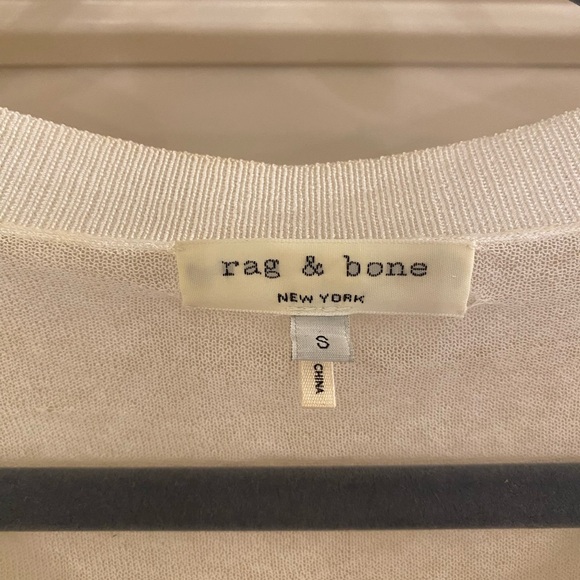 rag & bone
NEW YORK
S
CHINA